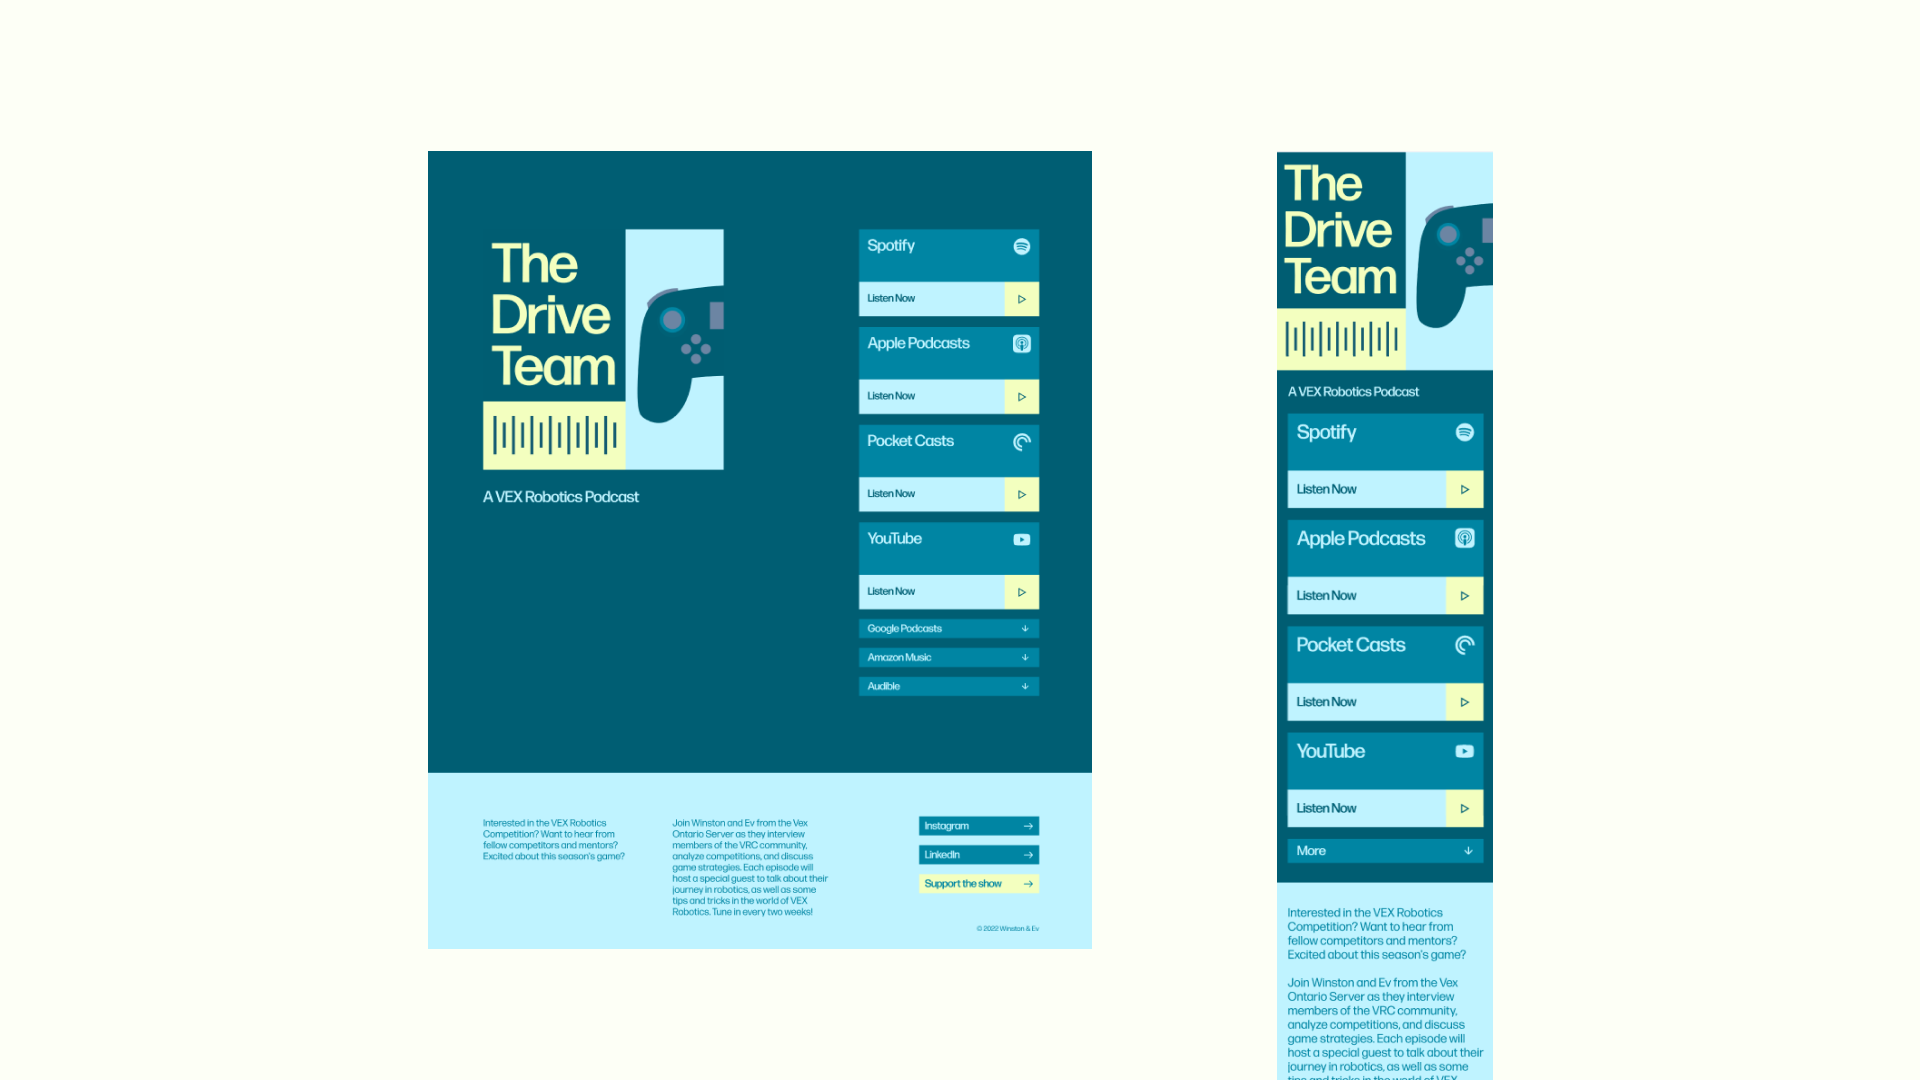 The
Drive
Team
A VEX Robotics Podcast
Spotify
Listen Now
Apple Podcasts
Listen Now
Pocket Casts
Listen Now
YouTube
Listen Now
Google Podcasts
Amazon Music
Audible
Interested in the VEX Robotics
Competition? Want to hear from
fellow competitors and mentors?
Excited about this season's game?
Join Winston and Ev from the Vex
Ontario Server as they interview
members of the VRC community,
analyze competitions, and discuss
game strategies. Each episode will
host a special guest to talk about their
journey in robotics, as well as some
tips and tricks in the world of VEX
Robotics. Tune in every two weeks!
Instagram
LinkedIn
Support the show
© 2022 Winston & Ev
The
Drive
Team
A VEX Robotics Podcast
Spotify
Listen Now
Apple Podcasts
Listen Now
Pocket Casts
Listen Now
YouTube
Listen Now
More
Interested in the VEX Robotics
Competition? Want to hear from
fellow competitors and mentors?
Excited about this season's game?
Join Winston and Ev from the Vex
Ontario Server as they interview
members of the VRC community,
analyze competitions, and discuss
game strategies. Each episode will
host a special guest to talk about their
journey in robotics, as well as some
tips and tricks in the world of VEX